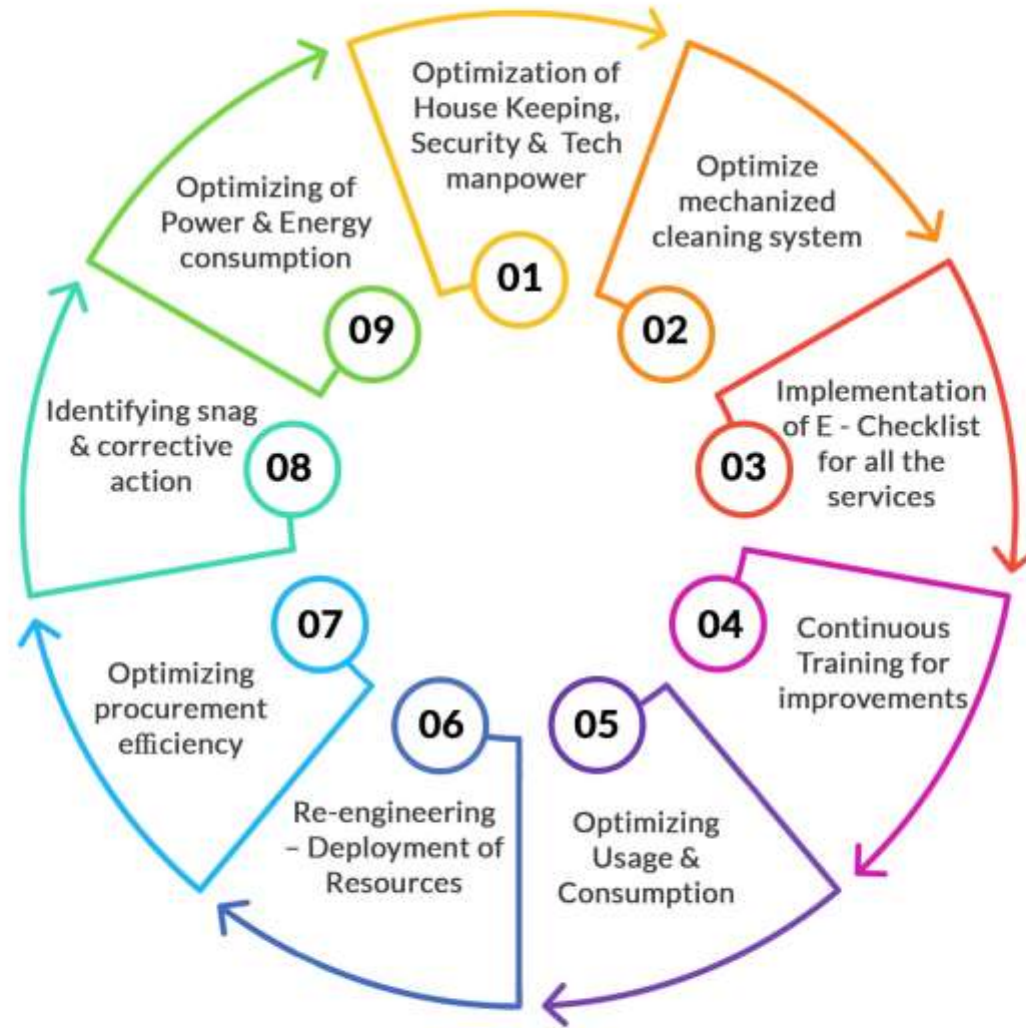 01
Optimization of
House Keeping,
Security & Tech
manpower
02
Optimize
mechanized
cleaning system
03
Implementation
of E - Checklist
for all the
services
04
Continuous
Training for
improvements
05
Optimizing
Usage &
Consumption
06
Re-engineering
– Deployment of
Resources
07
Optimizing
procurement
efficiency
08
Identifying snag
& corrective
action
09
Optimizing of
Power & Energy
consumption